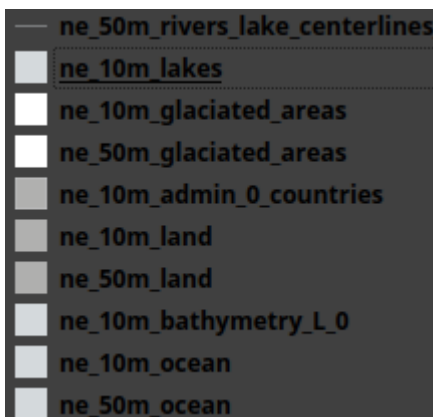 ne_50m_rivers_lake_centerlines
ne_10m_lakes
ne_10m_glaciated_areas
ne_50m_glaciated_areas
ne_10m_admin_0_countries
ne_10m_land
ne_50m_land
ne_10m_bathymetry_L_0
ne_10m_ocean
ne_50m_ocean